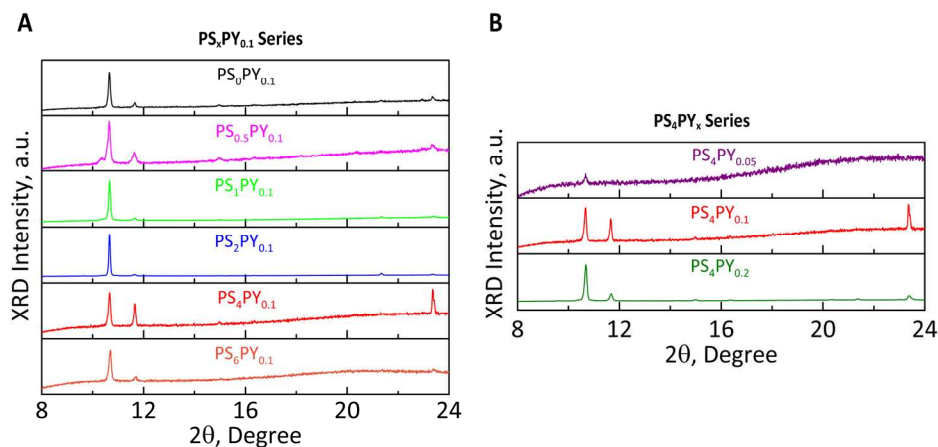 A
PSₓPY₀.₁ Series
PS₀PY₀.₁
PS₀.₅PY₀.₁
PS₁PY₀.₁
PS₂PY₀.₁
PS₄PY₀.₁
PS₆PY₀.₁
XRD Intensity, a.u.
8 12 16 20 24
2θ, Degree
B
PS₄PYₓ Series
PS₄PY₀.₀₅
PS₄PY₀.₁
PS₄PY₀.₂
XRD Intensity, a.u.
8 12 16 20 24
2θ, Degree